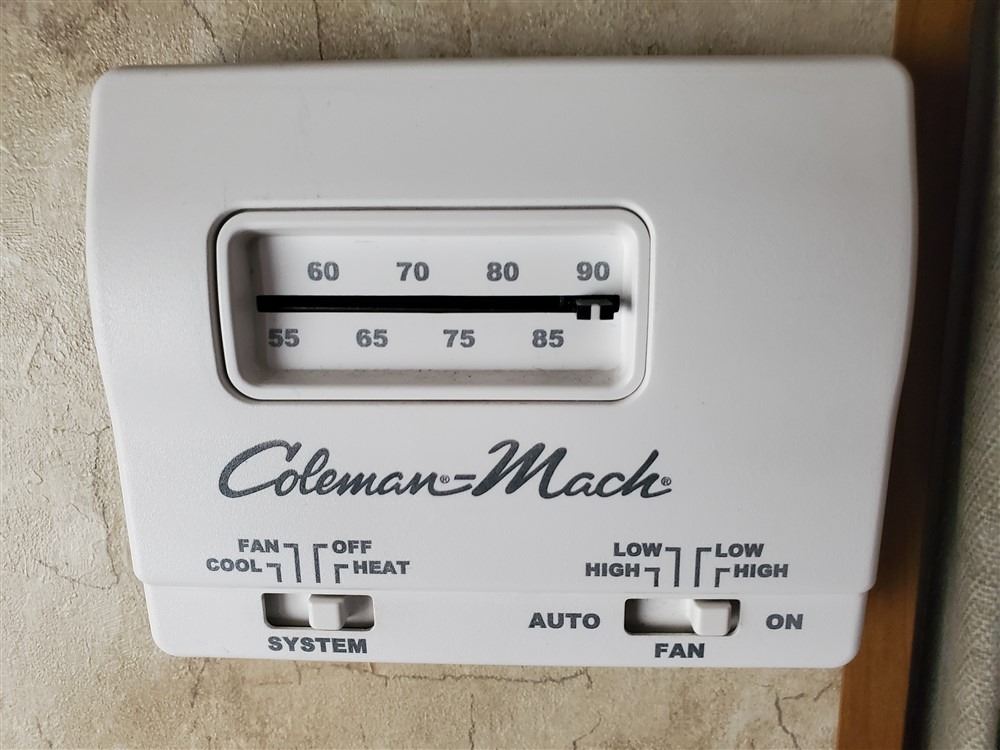 60 70 80 90
55 65 75 85
Coleman®-Mach®
FAN OFF
COOL HEAT
LOW LOW
HIGH HIGH
AUTO ON
SYSTEM
FAN